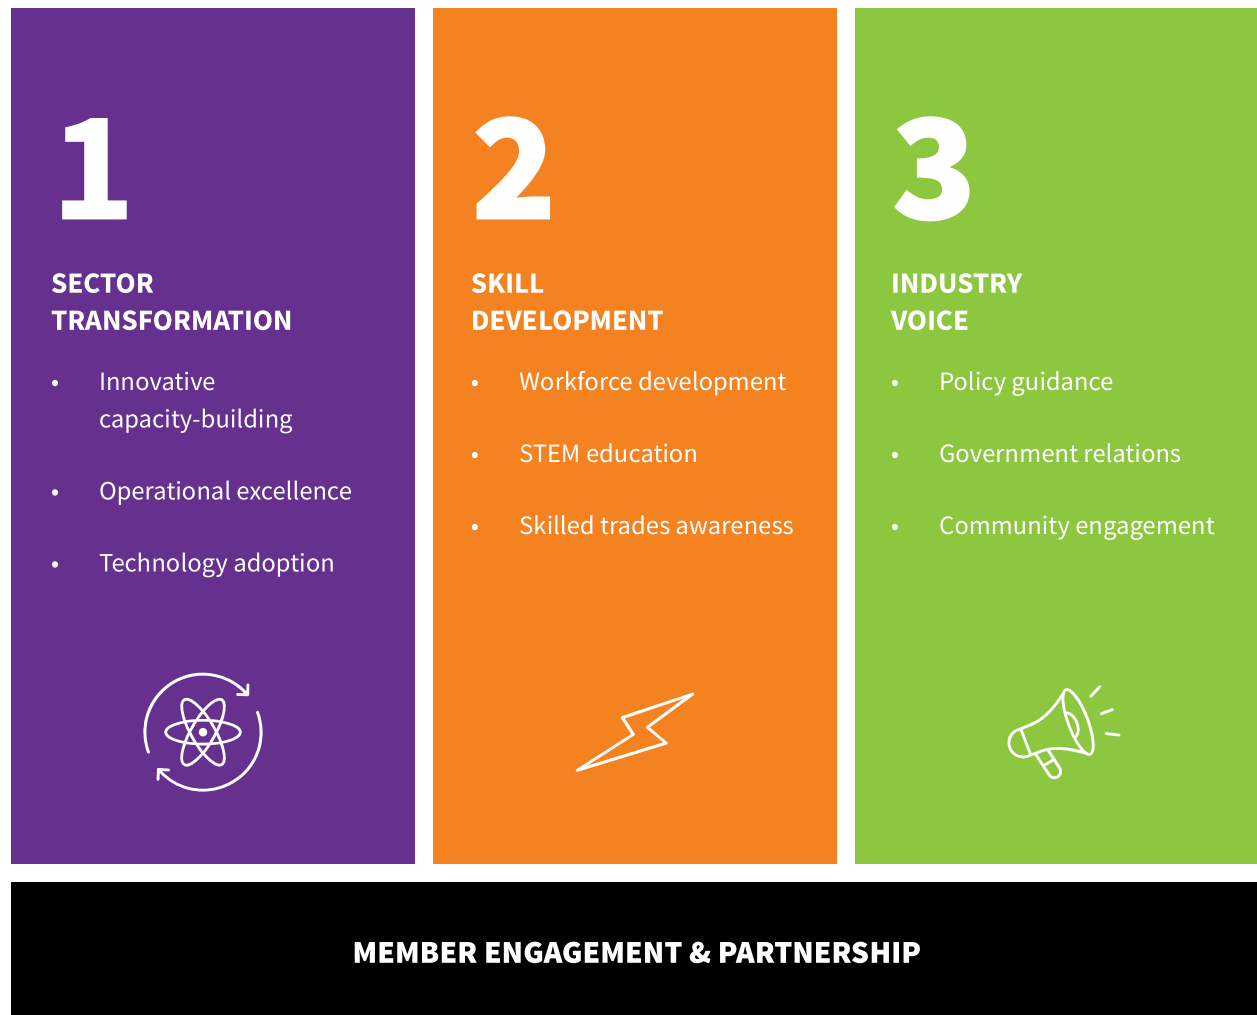 1
SECTOR
TRANSFORMATION
• Innovative
capacity-building
• Operational excellence
• Technology adoption
2
SKILL
DEVELOPMENT
• Workforce development
• STEM education
• Skilled trades awareness
3
INDUSTRY
VOICE
• Policy guidance
• Government relations
• Community engagement
MEMBER ENGAGEMENT & PARTNERSHIP